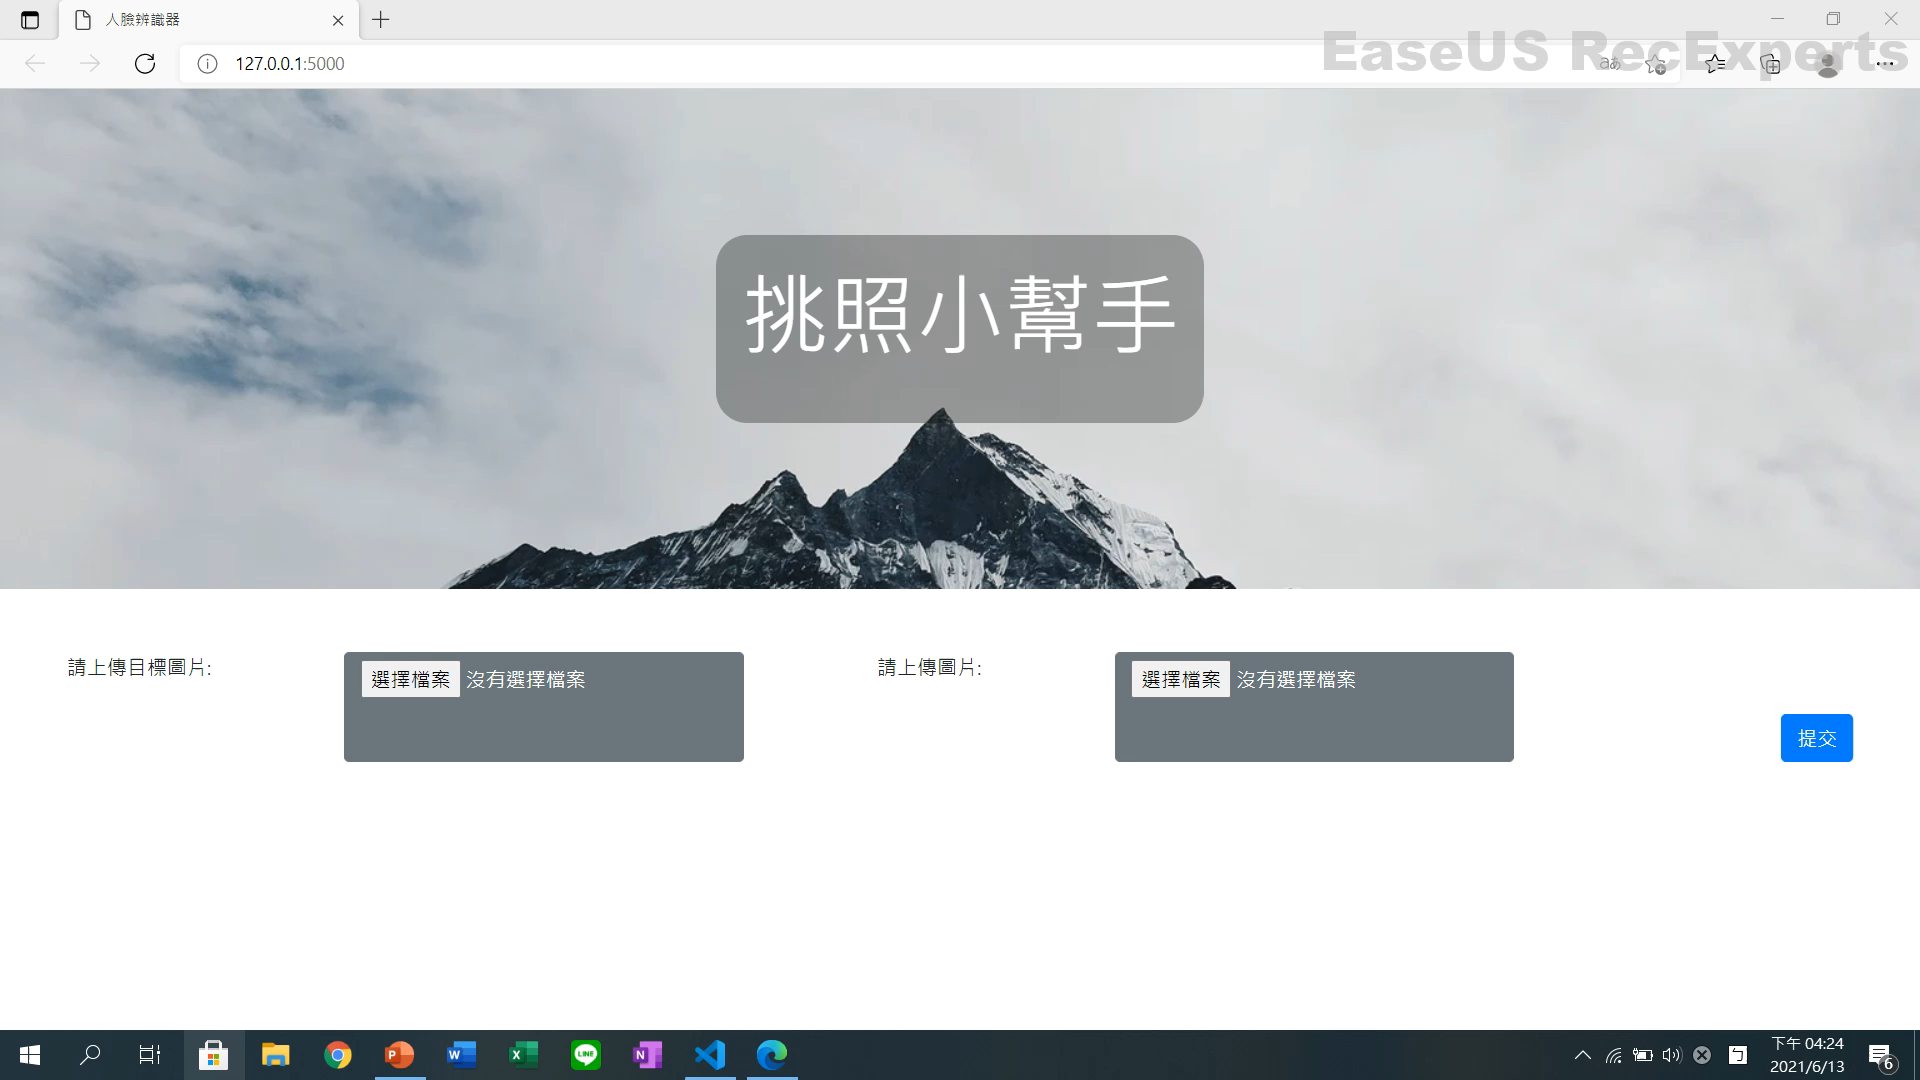 人臉辨識器
127.0.0.1:5000
EaseUS RecExperts
挑照小幫手
請上傳目標圖片:
選擇檔案 沒有選擇檔案
請上傳圖片:
選擇檔案 沒有選擇檔案
提交
下午 04:24
2021/6/13
6